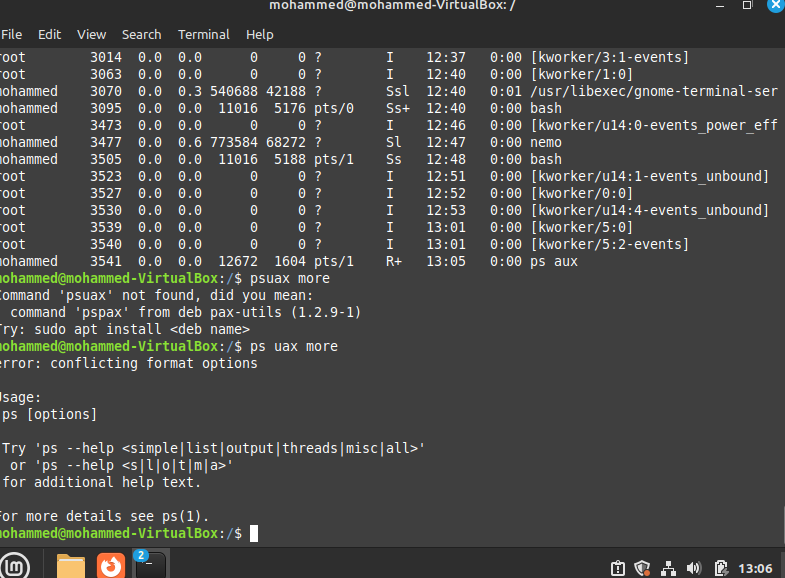 mohammed@mohammed-VirtualBox: /
File Edit View Search Terminal Help
root 3014 0.0 0.0 0 0 ? I 12:37 0:00 [kworker/3:1-events]
root 3063 0.0 0.0 0 0 ? I 12:40 0:00 [kworker/1:0]
mohammed 3070 0.0 0.3 540688 42188 ? Ssl 12:40 0:01 /usr/libexec/gnome-terminal-ser
mohammed 3095 0.0 0.0 11016 5176 pts/0 Ss+ 12:40 0:00 bash
root 3473 0.0 0.0 0 0 ? I 12:46 0:00 [kworker/u14:0-events_power_eff
mohammed 3477 0.0 0.6 773584 68272 ? Sl 12:47 0:00 nemo
mohammed 3505 0.0 0.0 11016 5188 pts/1 Ss 12:48 0:00 bash
root 3523 0.0 0.0 0 0 ? I 12:51 0:00 [kworker/u14:1-events_unbound]
root 3527 0.0 0.0 0 0 ? I 12:52 0:00 [kworker/0:0]
root 3530 0.0 0.0 0 0 ? I 12:53 0:00 [kworker/u14:4-events_unbound]
root 3539 0.0 0.0 0 0 ? I 13:01 0:00 [kworker/5:0]
root 3540 0.0 0.0 0 0 ? I 13:01 0:00 [kworker/5:2-events]
mohammed 3541 0.0 0.0 12672 1604 pts/1 R+ 13:05 0:00 ps aux
mohammed@mohammed-VirtualBox:/$ psuax more
Command 'psuax' not found, did you mean:
command 'pspax' from deb pax-utils (1.2.9-1)
Try: sudo apt install <deb name>
mohammed@mohammed-VirtualBox:/$ ps uax more
error: conflicting format options
Usage:
ps [options]
Try 'ps --help <simple|list|output|threads|misc|all>'
or 'ps --help <s|l|o|t|m|a>'
for additional help text.
For more details see ps(1).
mohammed@mohammed-VirtualBox:/$
2
13:06